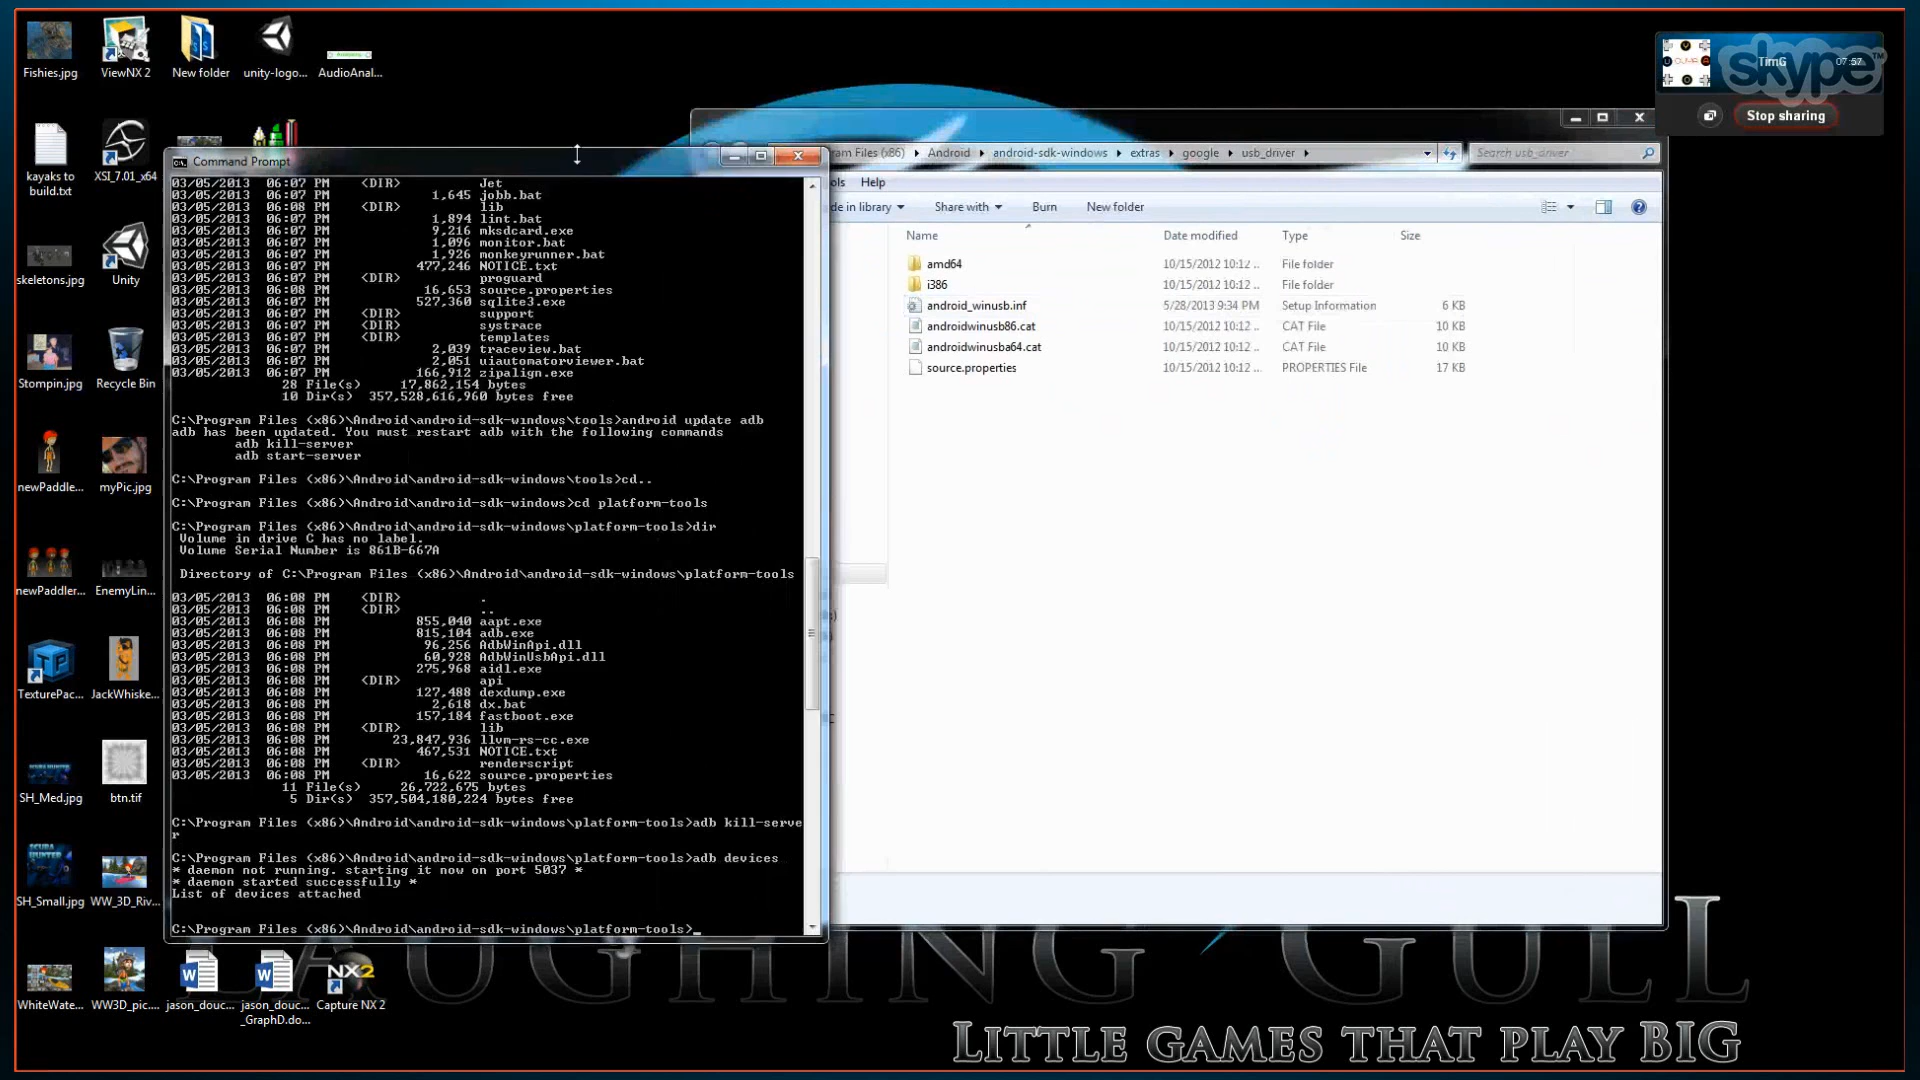 Fishies.jpg
ViewNX 2
New folder
unity-logo...
AudioAnal...
kayaks to
build.txt
XSI_7.01_x64
skeletons.jpg
Unity
Stompin.jpg
Recycle Bin
newPaddle...
myPic.jpg
newPaddler...
EnemyLin...
TexturePac...
JackWhiske...
SH_Med.jpg
btn.tif
SH_Small.jpg
WW_3D_Riv...
WhiteWate...
WW3D_pic....
jason_douc...
jason_douc...
_GraphD.do...
Capture NX 2
Command Prompt
03/05/2013 06:07 PM <DIR> Jet
03/05/2013 06:07 PM 1,645 jobb.bat
03/05/2013 06:08 PM <DIR> lib
03/05/2013 06:07 PM 1,894 lint.bat
03/05/2013 06:07 PM 9,216 mksdcard.exe
03/05/2013 06:07 PM 1,096 monitor.bat
03/05/2013 06:07 PM 1,926 monkeyrunner.bat
03/05/2013 06:07 PM 477,246 NOTICE.txt
03/05/2013 06:07 PM <DIR> proguard
03/05/2013 06:07 PM 16,653 source.properties
03/05/2013 06:07 PM 527,360 sqlite3.exe
03/05/2013 06:07 PM <DIR> support
03/05/2013 06:07 PM <DIR> systrace
03/05/2013 06:07 PM <DIR> templates
03/05/2013 06:07 PM 2,039 traceview.bat
03/05/2013 06:07 PM 2,051 uiautomatorviewer.bat
03/05/2013 06:07 PM 166,912 zipalign.exe
28 File(s) 17,862,154 bytes
10 Dir(s) 357,528,616,960 bytes free
C:\Program Files (x86)\Android\android-sdk-windows\tools>android update adb
adb has been updated. You must restart adb with the following commands
adb kill-server
adb start-server
C:\Program Files (x86)\Android\android-sdk-windows\tools>cd..
C:\Program Files (x86)\Android\android-sdk-windows>cd platform-tools
C:\Program Files (x86)\Android\android-sdk-windows\platform-tools>dir
Volume in drive C has no label.
Volume Serial Number is 861B-667A
Directory of C:\Program Files (x86)\Android\android-sdk-windows\platform-tools
03/05/2013 06:08 PM <DIR> .
03/05/2013 06:08 PM <DIR> ..
03/05/2013 06:08 PM 855,040 aapt.exe
03/05/2013 06:08 PM 815,104 adb.exe
03/05/2013 06:08 PM 96,256 AdbWinApi.dll
03/05/2013 06:08 PM 60,928 AdbWinUsbApi.dll
03/05/2013 06:08 PM 275,968 aidl.exe
03/05/2013 06:08 PM <DIR> api
03/05/2013 06:08 PM 127,488 dexdump.exe
03/05/2013 06:08 PM 2,618 dx.bat
03/05/2013 06:08 PM 157,184 fastboot.exe
03/05/2013 06:08 PM <DIR> lib
03/05/2013 06:08 PM 23,847,936 llvm-rs-cc.exe
03/05/2013 06:08 PM 467,531 NOTICE.txt
03/05/2013 06:08 PM <DIR> renderscript
03/05/2013 06:08 PM 16,622 source.properties
11 File(s) 26,722,675 bytes
5 Dir(s) 357,504,180,224 bytes free
C:\Program Files (x86)\Android\android-sdk-windows\platform-tools>adb kill-serve
r
C:\Program Files (x86)\Android\android-sdk-windows\platform-tools>adb devices
* daemon not running. starting it now on port 5037 *
* daemon started successfully *
List of devices attached
C:\Program Files (x86)\Android\android-sdk-windows\platform-tools>_
ram Files (x86) Android android-sdk-windows extras google usb_driver
Search usb_driver
ols Help
de in library Share with Burn New folder
Name Date modified Type Size
amd64 10/15/2012 10:12 .. File folder
i386 10/15/2012 10:12 .. File folder
android_winusb.inf 5/28/2013 9:34 PM Setup Information 6 KB
androidwinusb86.cat 10/15/2012 10:12 .. CAT File 10 KB
androidwinusba64.cat 10/15/2012 10:12 .. CAT File 10 KB
source.properties 10/15/2012 10:12 .. PROPERTIES File 17 KB
TimG
07:57
skype™
Stop sharing
LAUGHING GULL
LITTLE GAMES THAT PLAY BIG